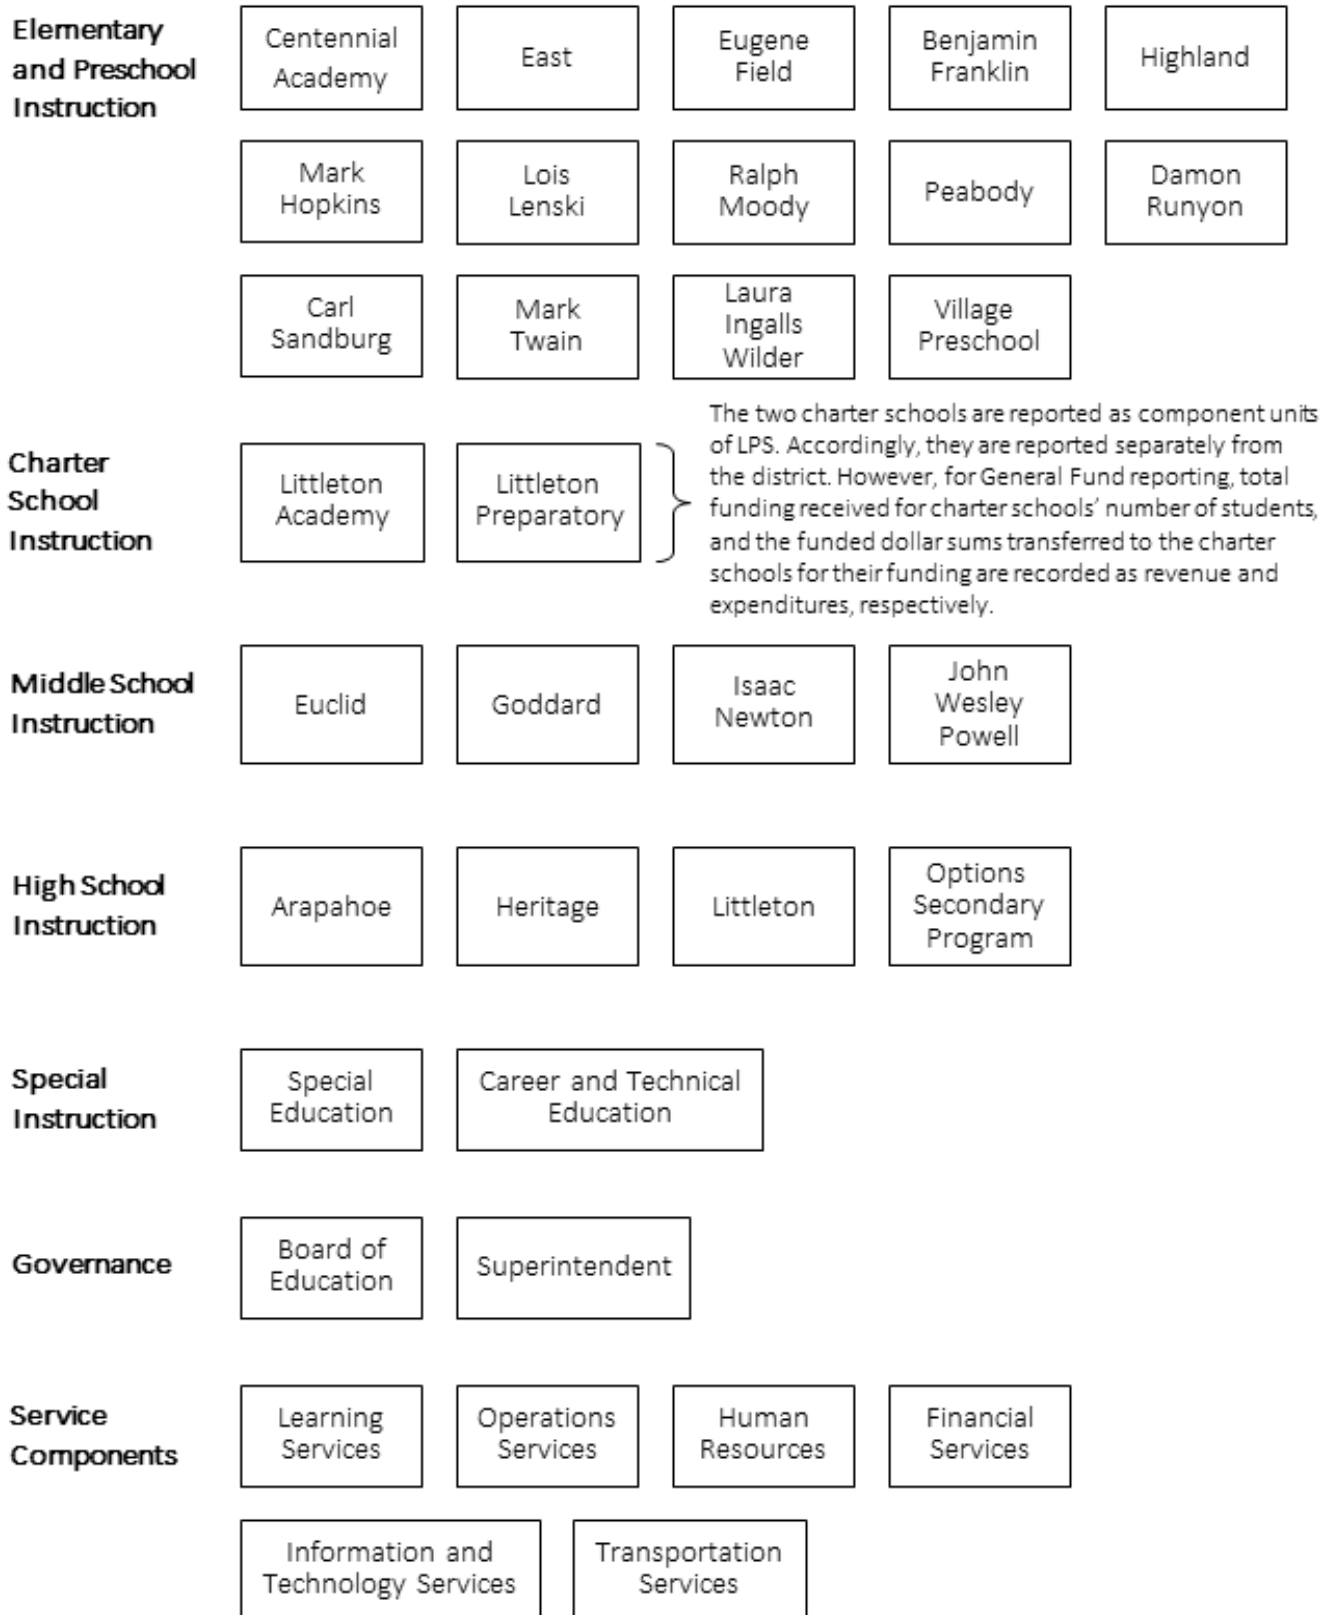 Elementary
and Preschool
Instruction
Centennial
Academy
East
Eugene
Field
Benjamin
Franklin
Highland
Mark
Hopkins
Lois
Lenski
Ralph
Moody
Peabody
Damon
Runyon
Carl
Sandburg
Mark
Twain
Laura
Ingalls
Wilder
Village
Preschool
Charter
School
Instruction
Littleton
Academy
Littleton
Preparatory
The two charter schools are reported as component units
of LPS. Accordingly, they are reported separately from
the district. However, for General Fund reporting, total
funding received for charter schools’ number of students,
and the funded dollar sums transferred to the charter
schools for their funding are recorded as revenue and
expenditures, respectively.
Middle School
Instruction
Euclid
Goddard
Isaac
Newton
John
Wesley
Powell
High School
Instruction
Arapahoe
Heritage
Littleton
Options
Secondary
Program
Special
Instruction
Special
Education
Career and Technical
Education
Governance
Board of
Education
Superintendent
Service
Components
Learning
Services
Operations
Services
Human
Resources
Financial
Services
Information and
Technology Services
Transportation
Services